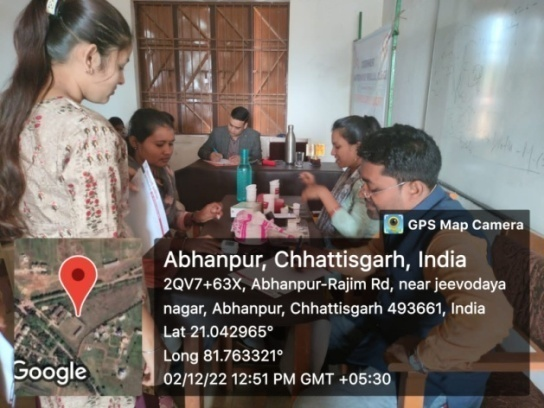 GPS Map Camera
Abhanpur, Chhattisgarh, India
2QV7+63X, Abhanpur-Rajim Rd, near jeevodaya
nagar, Abhanpur, Chhattisgarh 493661, India
Lat 21.042965°
Long 81.763321°
02/12/22 12:51 PM GMT +05:30
Google